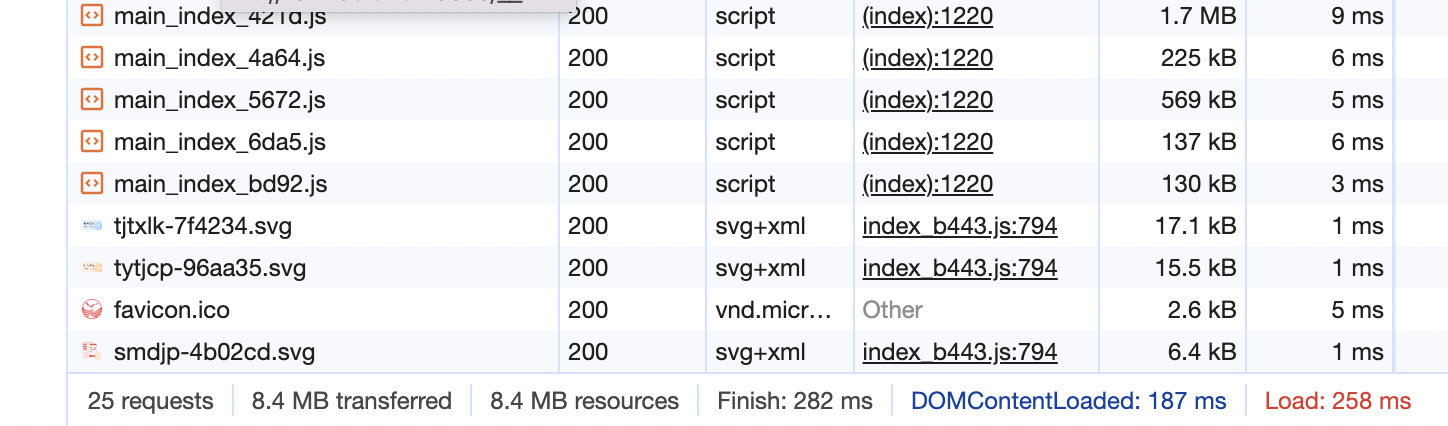 main_index_421d.js 200 script (index):1220 1.7 MB 9 ms
main_index_4a64.js 200 script (index):1220 225 kB 6 ms
main_index_5672.js 200 script (index):1220 569 kB 5 ms
main_index_6da5.js 200 script (index):1220 137 kB 6 ms
main_index_bd92.js 200 script (index):1220 130 kB 3 ms
tjtxlk-7f4234.svg 200 svg+xml index_b443.js:794 17.1 kB 1 ms
tytjcp-96aa35.svg 200 svg+xml index_b443.js:794 15.5 kB 1 ms
favicon.ico 200 vnd.micr… Other 2.6 kB 5 ms
smdjp-4b02cd.svg 200 svg+xml index_b443.js:794 6.4 kB 1 ms
25 requests 8.4 MB transferred 8.4 MB resources Finish: 282 ms DOMContentLoaded: 187 ms Load: 258 ms